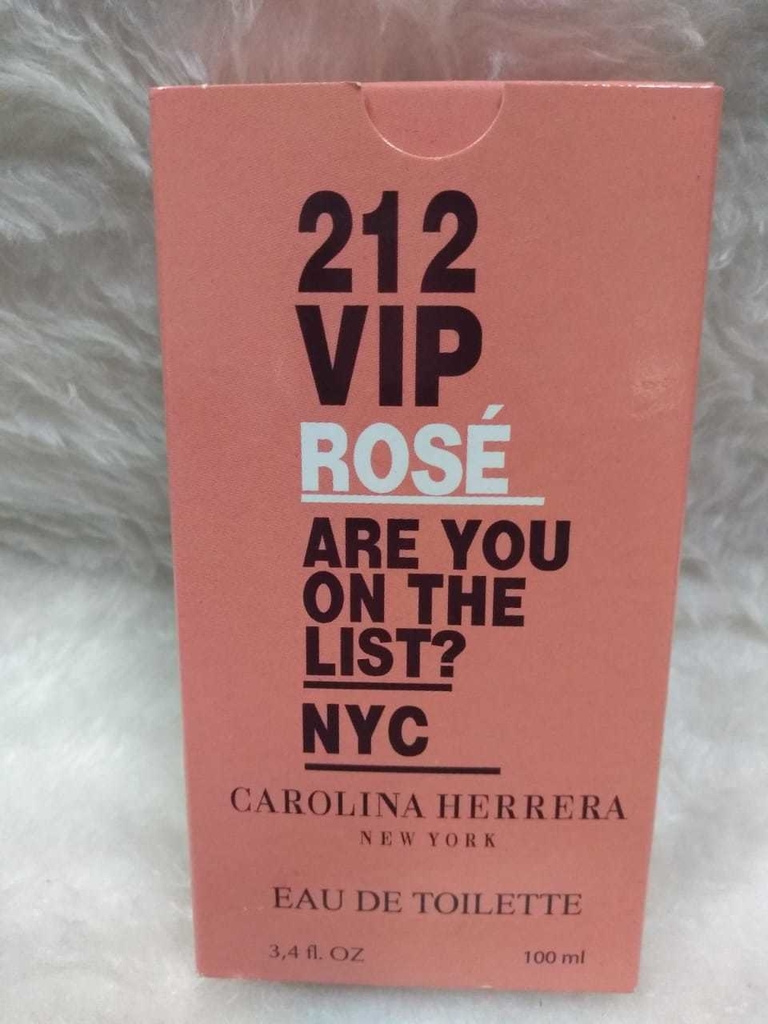 212
VIP
ROSÉ
ARE YOU
ON THE
LIST?
NYC
CAROLINA HERRERA
NEW YORK
EAU DE TOILETTE
3,4 fl. OZ 100 ml